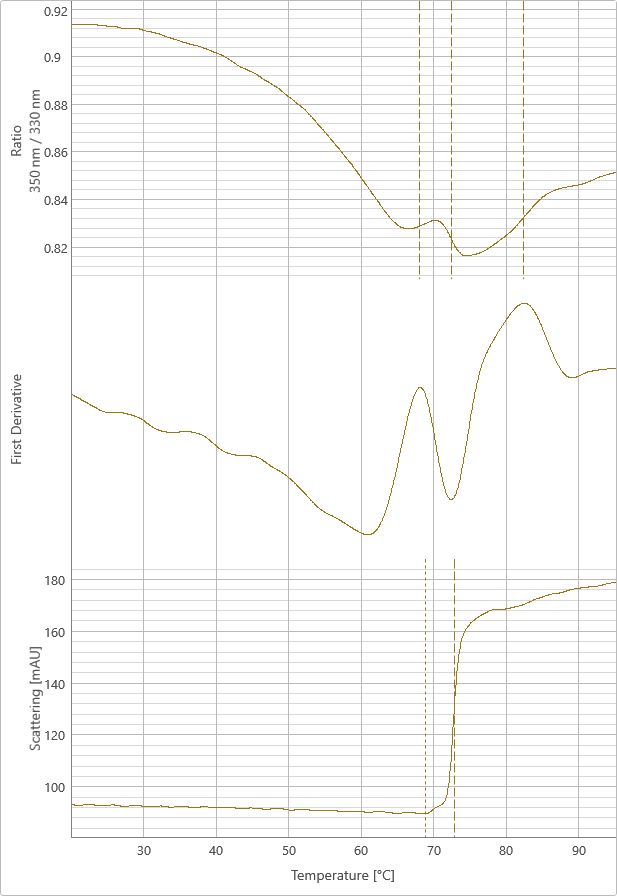 0.92
0.9
0.88
0.86
0.84
0.82
Ratio
350 nm / 330 nm
First Derivative
180
160
140
120
100
Scattering [mAU]
30 40 50 60 70 80 90
Temperature [°C]